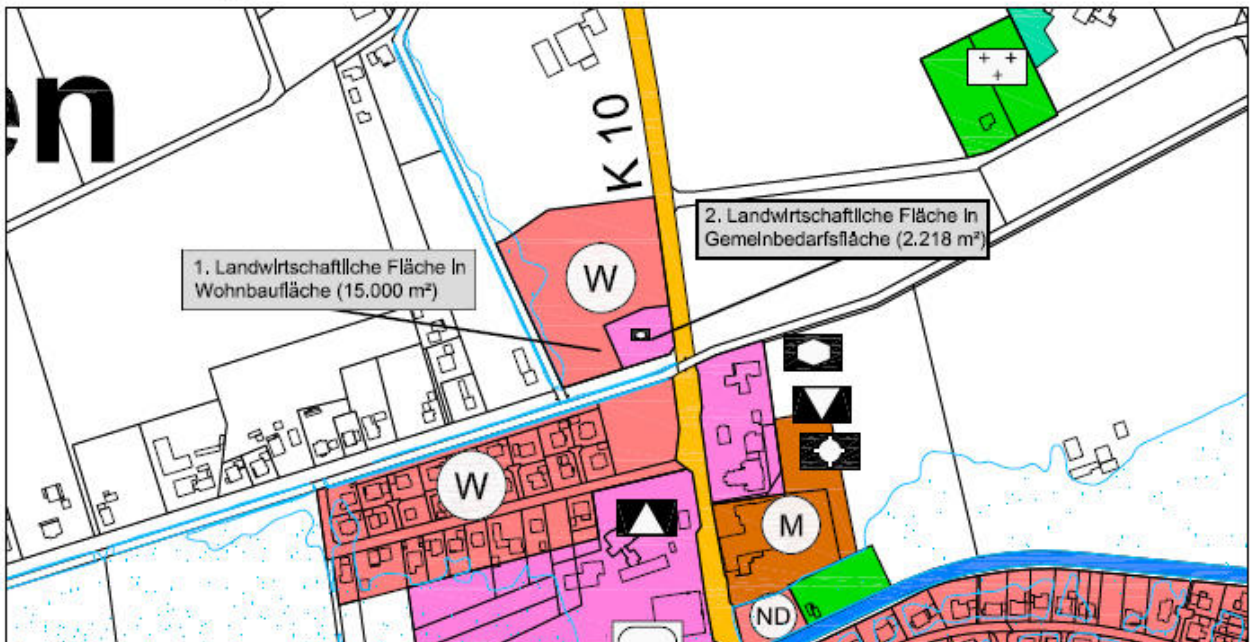 en
K 10
2. Landwirtschaftliche Fläche in
Gemeinbedarfsfläche (2.218 m²)
1. Landwirtschaftliche Fläche in
Wohnbaufläche (15.000 m²)
W
W
M
ND